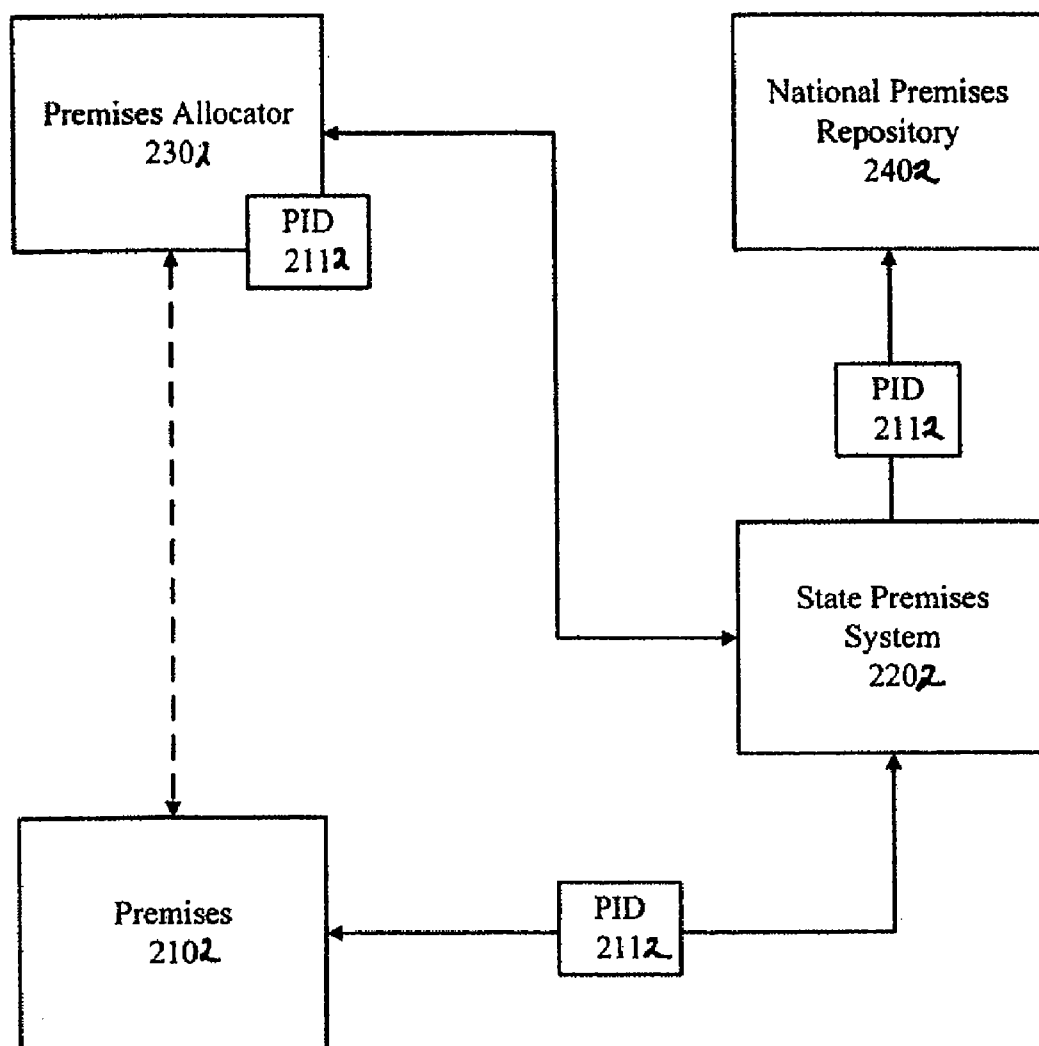 Premises Allocator
2302
PID
2112
National Premises
Repository
2402
PID
2112
State Premises
System
2202
Premises
2102
PID
2112